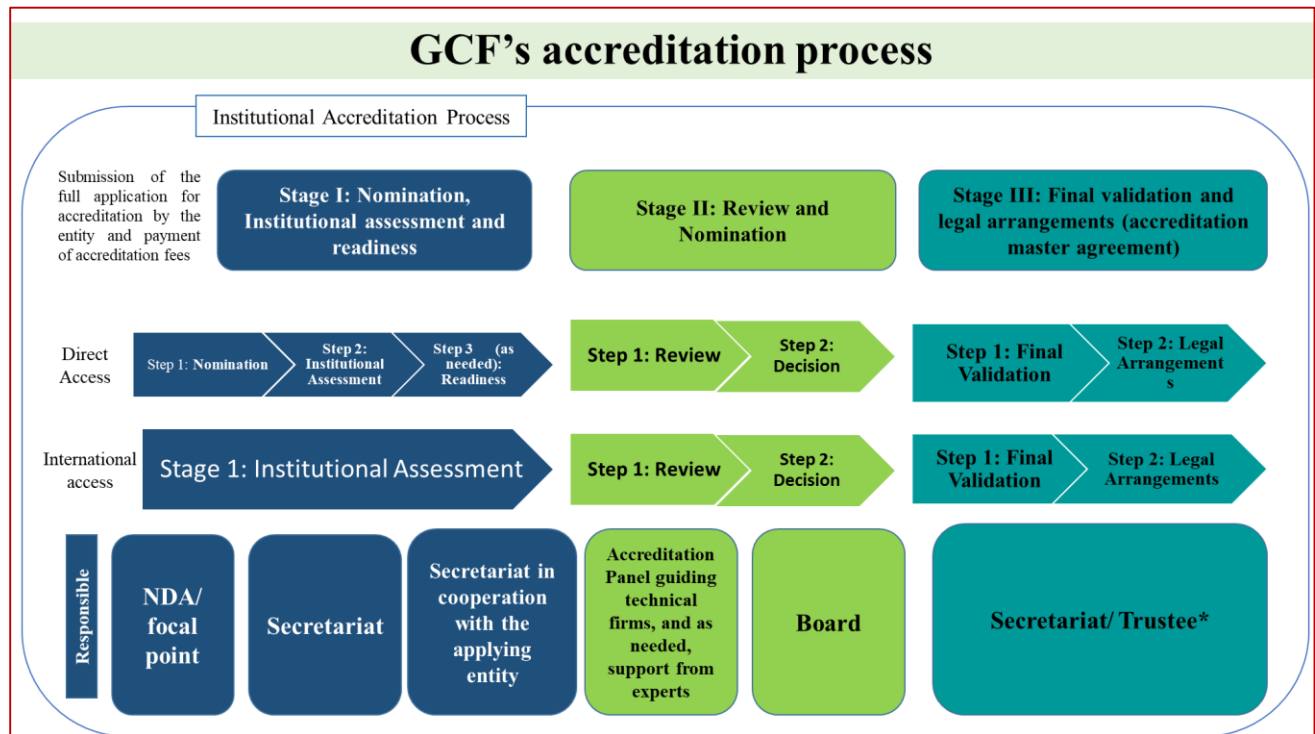 GCF's accreditation process
Institutional Accreditation Process
Submission of the
full application for
accreditation by the
entity and payment
of accreditation fees
Stage I: Nomination,
Institutional assessment and
readiness
Stage II: Review and
Nomination
Stage III: Final validation and
legal arrangements (accreditation
master agreement)
Direct
Access
Step 1: Nomination
Step 2:
Institutional
Assessment
Step 3 (as
needed):
Readiness
Step 1: Review
Step 2:
Decision
Step 1: Final
Validation
Step 2: Legal
Arrangement
s
International
access
Stage 1: Institutional Assessment
Step 1: Review
Step 2:
Decision
Step 1: Final
Validation
Step 2: Legal
Arrangements
Responsible
NDA/
focal
point
Secretariat
Secretariat in
cooperation
with the
applying
entity
Accreditation
Panel guiding
technical
firms, and as
needed,
support from
experts
Board
Secretariat/ Trustee*